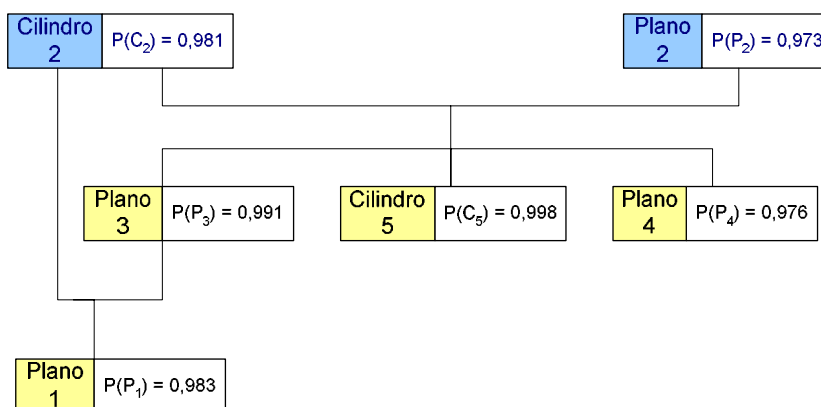 Cilindro
2
P(C₂) = 0,981
Plano
2
P(P₂) = 0,973
Plano
3
P(P₃) = 0,991
Cilindro
5
P(C₅) = 0,998
Plano
4
P(P₄) = 0,976
Plano
1
P(P₁) = 0,983